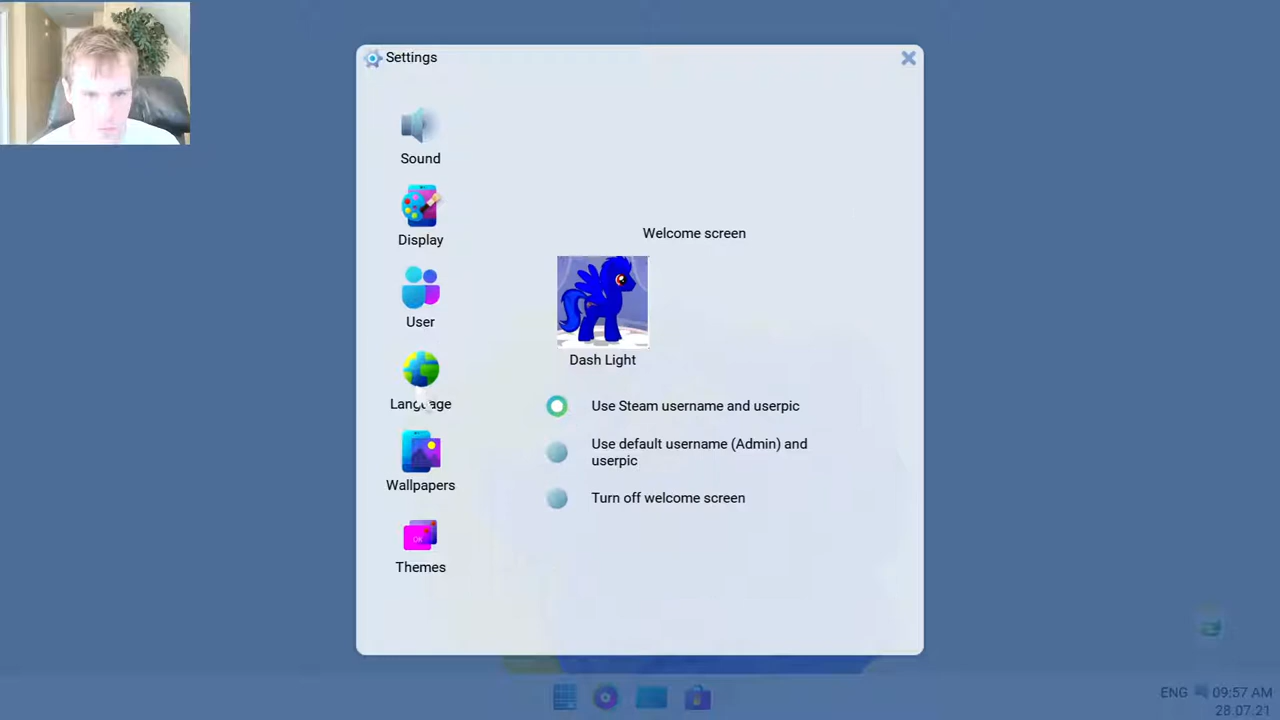 Settings
Sound
Display
User
Language
Wallpapers
OK
Themes
Welcome screen
Dash Light
Use Steam username and userpic
Use default username (Admin) and
userpic
Turn off welcome screen
ENG 09:57 AM
28.07.21